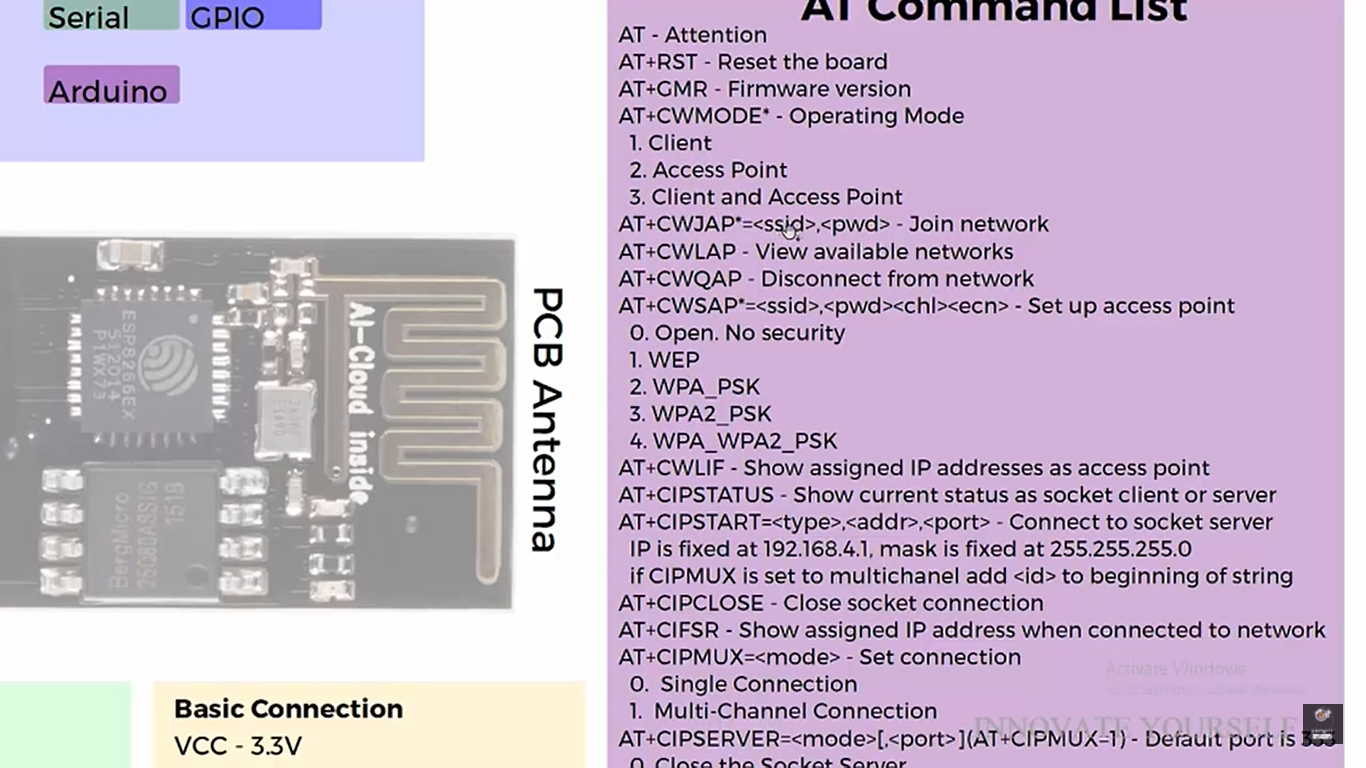 Serial
GPIO
Arduino
AT Command List
AT - Attention
AT+RST - Reset the board
AT+GMR - Firmware version
AT+CWMODE* - Operating Mode
1. Client
2. Access Point
3. Client and Access Point
AT+CWJAP*=<ssid>,<pwd> - Join network
AT+CWLAP - View available networks
AT+CWQAP - Disconnect from network
AT+CWSAP*=<ssid>,<pwd><chl><ecn> - Set up access point
0. Open. No security
1. WEP
2. WPA_PSK
3. WPA2_PSK
4. WPA_WPA2_PSK
AT+CWLIF - Show assigned IP addresses as access point
AT+CIPSTATUS - Show current status as socket client or server
AT+CIPSTART=<type>,<addr>,<port> - Connect to socket server
IP is fixed at 192.168.4.1, mask is fixed at 255.255.255.0
if CIPMUX is set to multichanel add <id> to beginning of string
AT+CIPCLOSE - Close socket connection
AT+CIFSR - Show assigned IP address when connected to network
AT+CIPMUX=<mode> - Set connection
0. Single Connection
1. Multi-Channel Connection
AT+CIPSERVER=<mode>[,<port>](AT+CIPMUX=1) - Default port is 333
0. Close the Socket Server
ESP8266EX
P1WX73
AI-Cloud inside
PCB Antenna
BergMicro
151B
Basic Connection
VCC - 3.3V
Activate Windows
INNOVATE YOURSELF